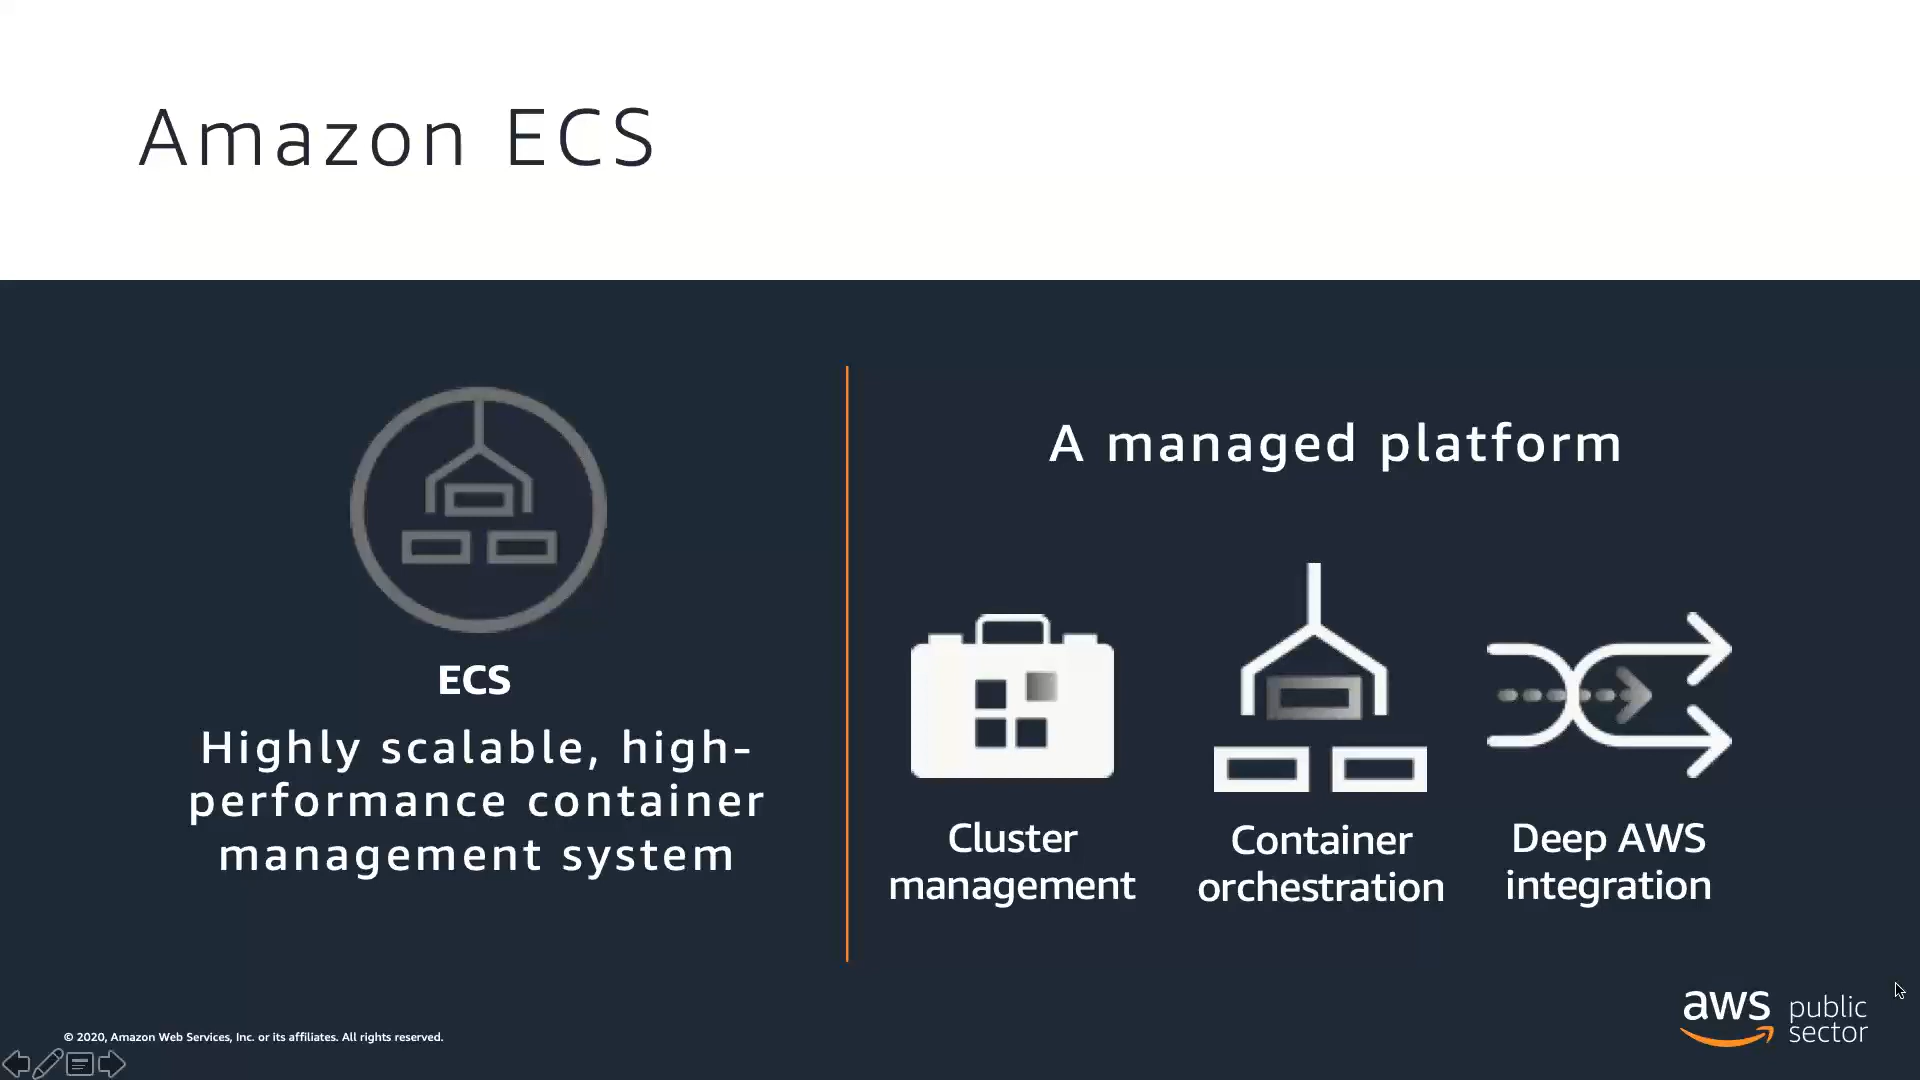 Amazon ECS
ECS
Highly scalable, high-
performance container
management system
A managed platform
Cluster
management
Container
orchestration
Deep AWS
integration
© 2020, Amazon Web Services, Inc. or its affiliates. All rights reserved.
aws public
sector